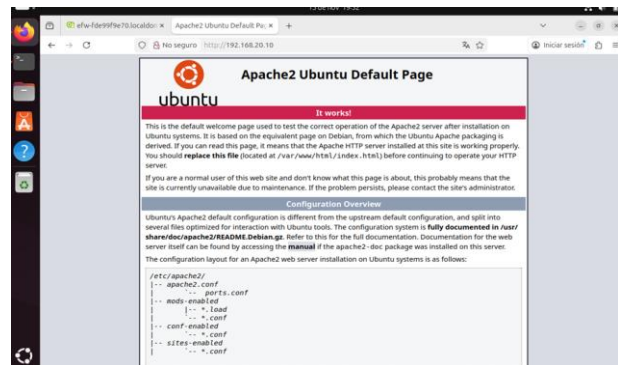 15 de nov 19:32
efw-fde99f9e70.localdon ×
Apache2 Ubuntu Default Pa ×
No seguro http://192.168.20.10
Iniciar sesión
ubuntu
Apache2 Ubuntu Default Page
It works!
This is the default welcome page used to test the correct operation of the Apache2 server after installation on
Ubuntu systems. It is based on the equivalent page on Debian, from which the Ubuntu Apache packaging is
derived. If you can read this page, it means that the Apache HTTP server installed at this site is working properly.
You should replace this file (located at /var/www/html/index.html) before continuing to operate your HTTP
server.
If you are a normal user of this web site and don't know what this page is about, this probably means that the
site is currently unavailable due to maintenance. If the problem persists, please contact the site's administrator.
Configuration Overview
Ubuntu's Apache2 default configuration is different from the upstream default configuration, and split into
several files optimized for interaction with Ubuntu tools. The configuration system is fully documented in /usr/
share/doc/apache2/README.Debian.gz. Refer to this for the full documentation. Documentation for the web
server itself can be found by accessing the manual if the apache2-doc package was installed on this server.
The configuration layout for an Apache2 web server installation on Ubuntu systems is as follows:
/etc/apache2/
|-- apache2.conf
|       `-- ports.conf
|-- mods-enabled
|       |-- *.load
|       `-- *.conf
|-- conf-enabled
|       `-- *.conf
|-- sites-enabled
|       `-- *.conf